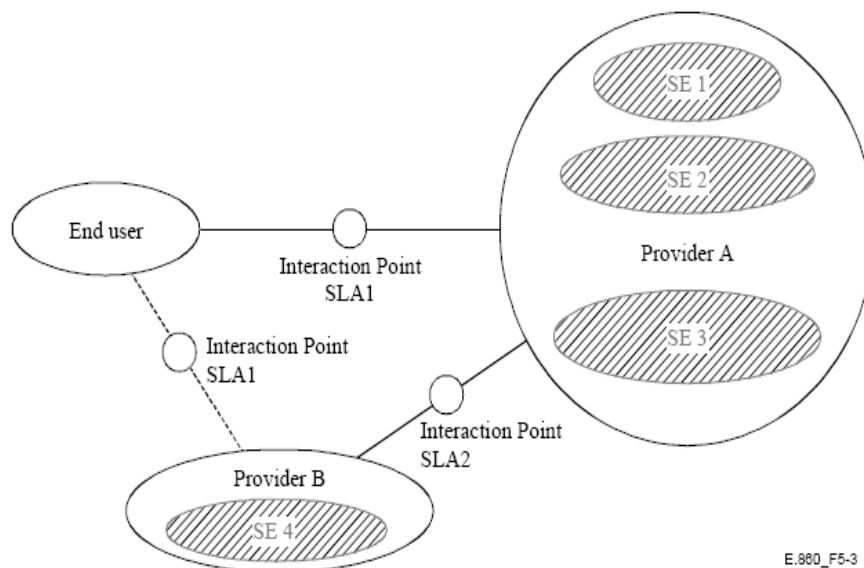 SE 1
SE 2
End user
Provider A
Interaction Point
SLA1
SE 3
Interaction Point
SLA1
Interaction Point
SLA2
Provider B
SE 4
E.860_F5-3